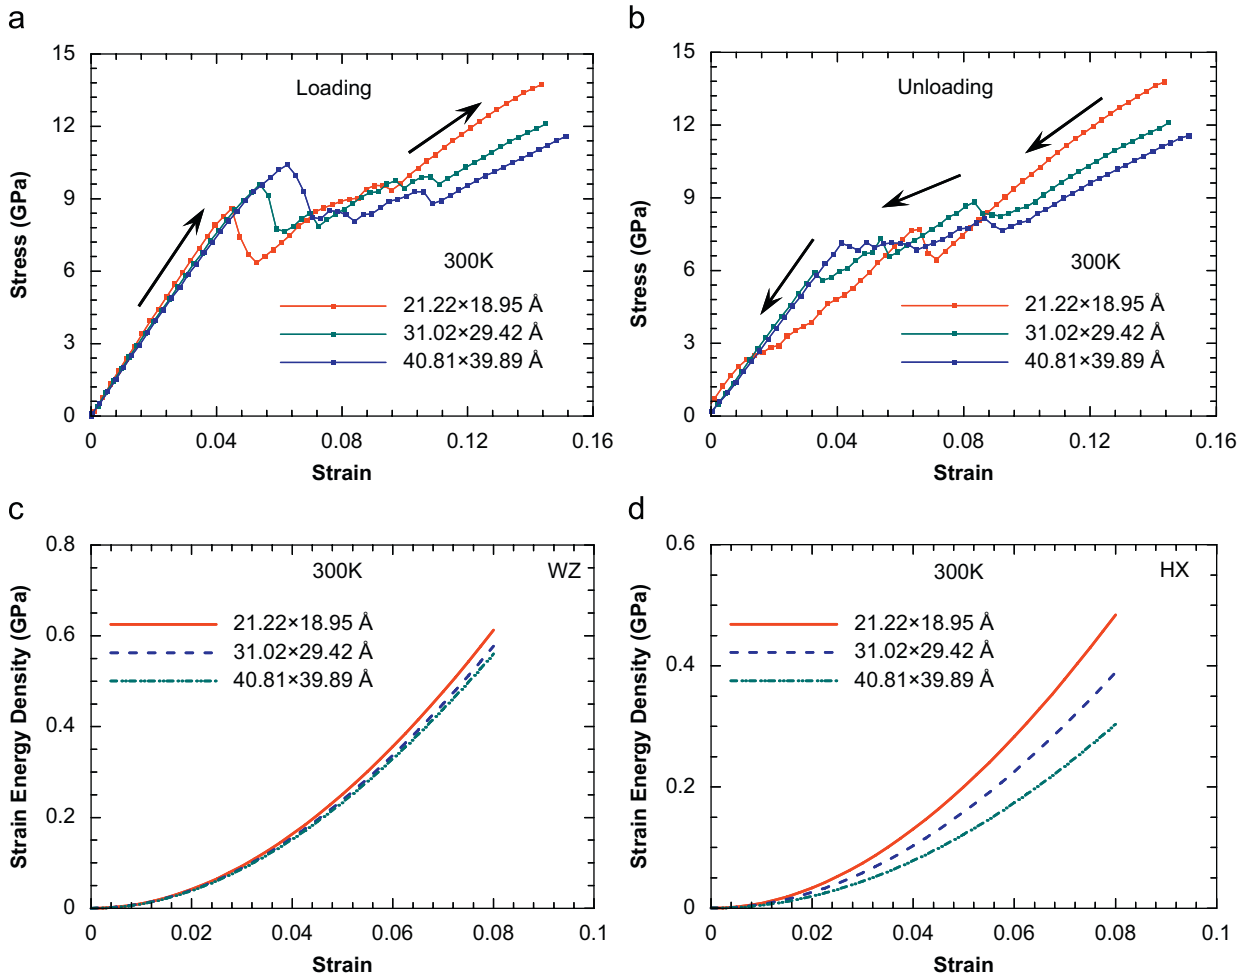 a
15
12
9
6
3
0
Stress (GPa)
Loading
300K
21.22×18.95 Å
31.02×29.42 Å
40.81×39.89 Å
0 0.04 0.08 0.12 0.16
Strain
b
15
12
9
6
3
0
Stress (GPa)
Unloading
300K
21.22×18.95 Å
31.02×29.42 Å
40.81×39.89 Å
0 0.04 0.08 0.12 0.16
Strain
c
0.8
0.6
0.4
0.2
0
Strain Energy Density (GPa)
300K WZ
21.22×18.95 Å
31.02×29.42 Å
40.81×39.89 Å
0 0.02 0.04 0.06 0.08 0.1
Strain
d
0.6
0.4
0.2
0
Strain Energy Density (GPa)
300K HX
21.22×18.95 Å
31.02×29.42 Å
40.81×39.89 Å
0 0.02 0.04 0.06 0.08 0.1
Strain